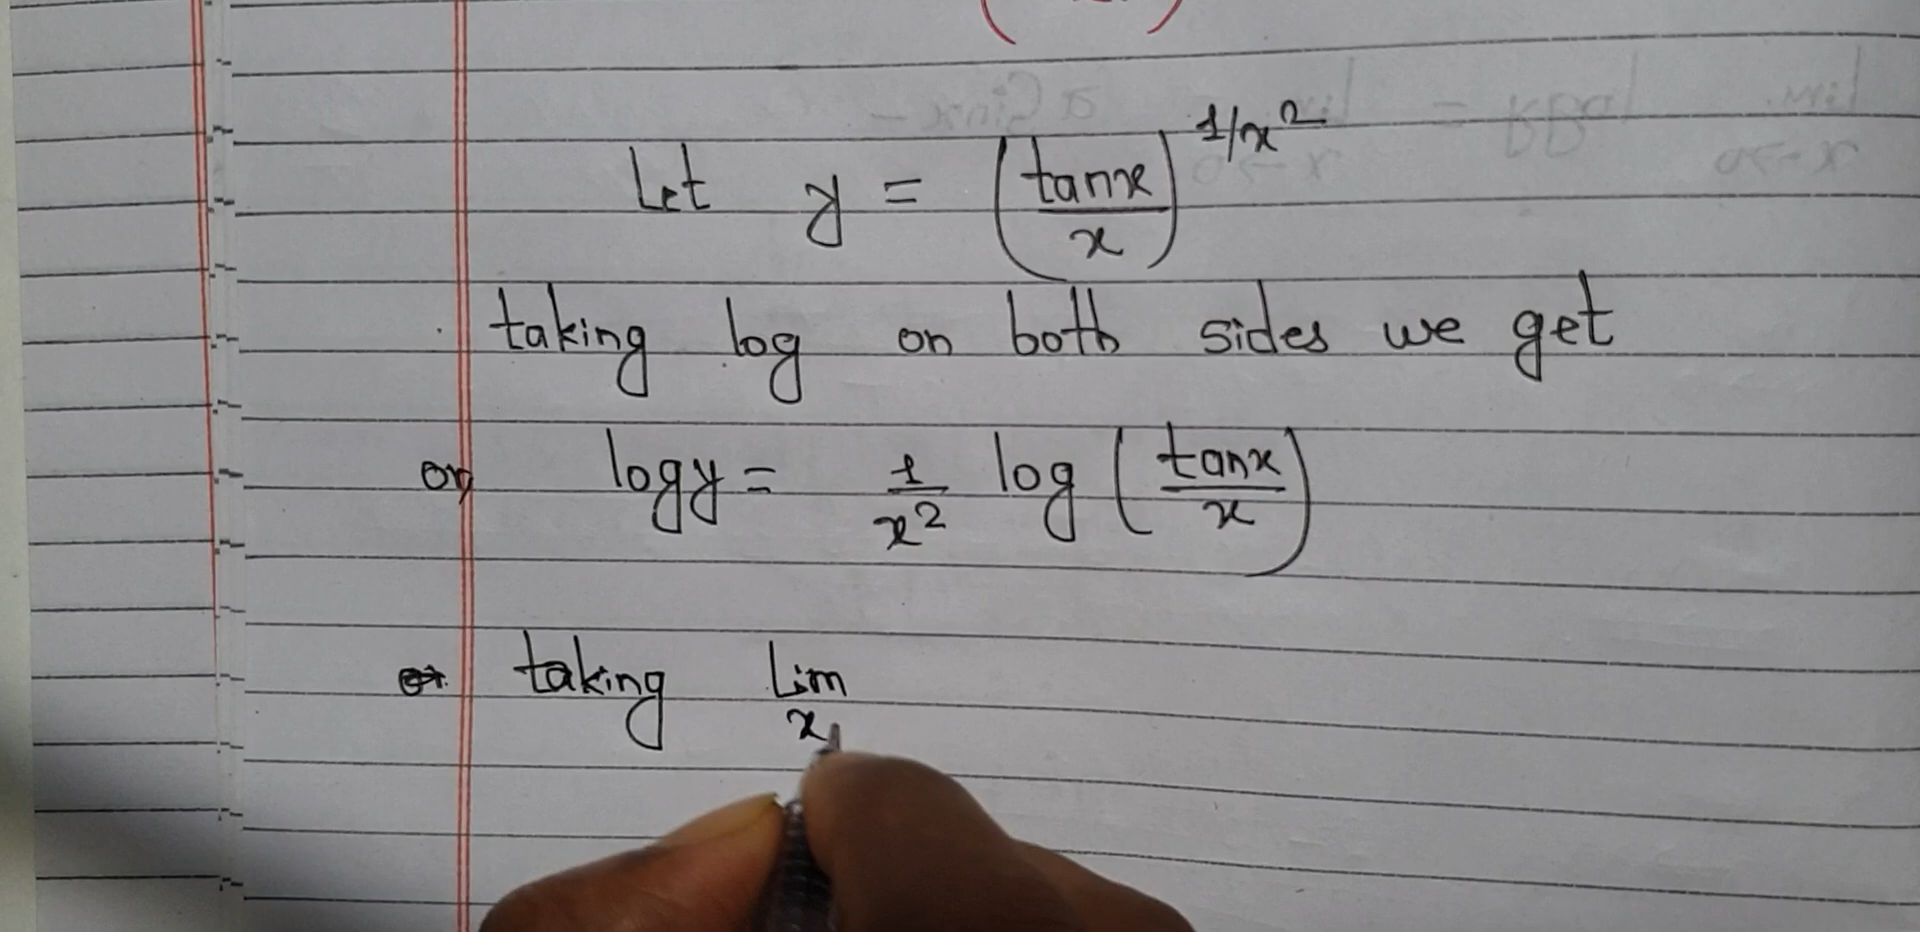 Let y = (tanx/x)^1/x²
taking log on both sides we get
or logy = 1/x² log (tanx/x)
taking Lim
x